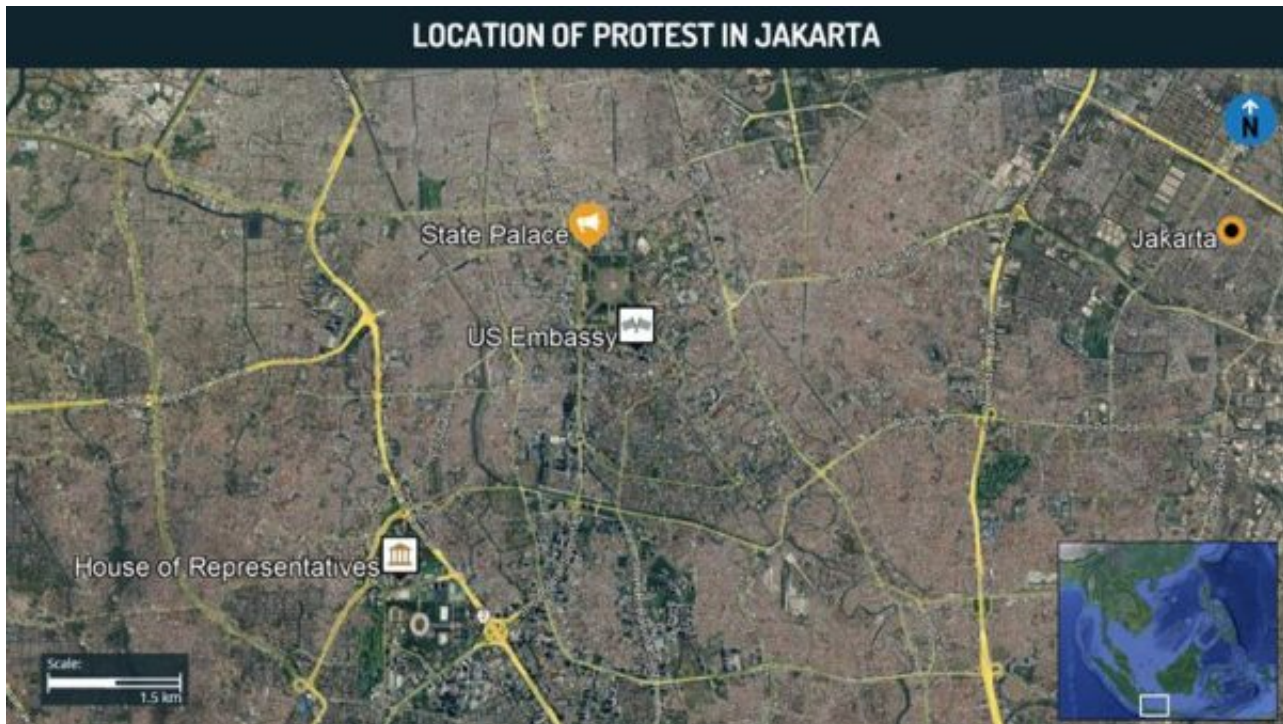 LOCATION OF PROTEST IN JAKARTA
N
State Palace
Jakarta
US Embassy
House of Representatives
Scale:
1.5 km